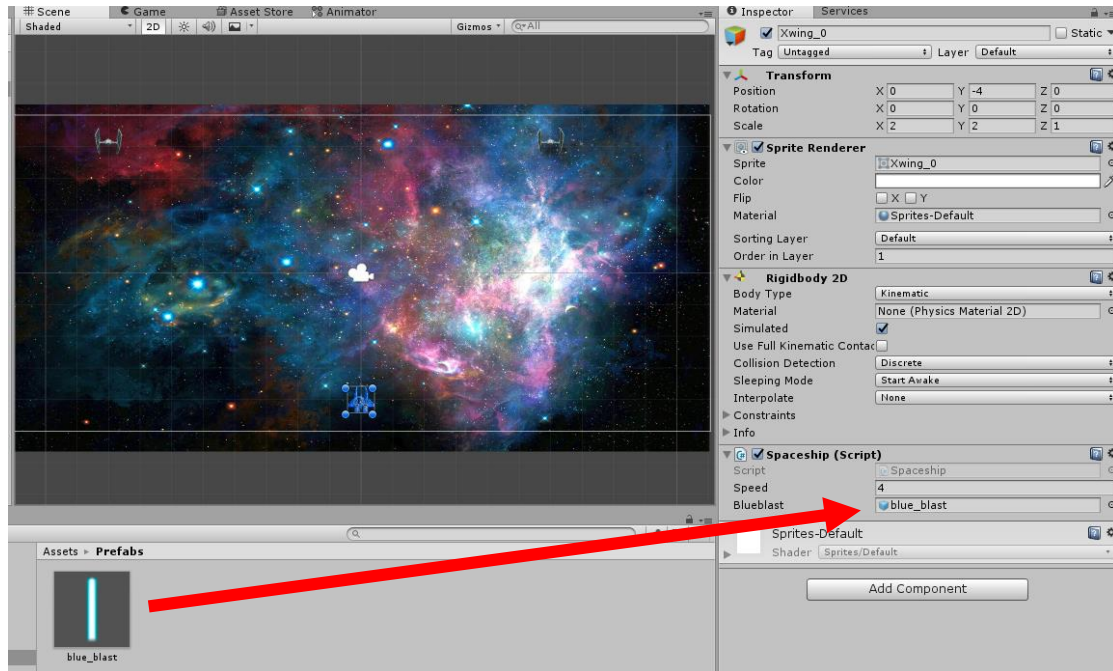 Scene Game Asset Store Animator
Shaded 2D Gizmos All
Inspector Services
Xwing_0 Static
Tag Untagged Layer Default
Transform
Position X 0 Y -4 Z 0
Rotation X 0 Y 0 Z 0
Scale X 2 Y 2 Z 1
Sprite Renderer
Sprite Xwing_0
Color
Flip X Y
Material Sprites-Default
Sorting Layer Default
Order in Layer 1
Rigidbody 2D
Body Type Kinematic
Material None (Physics Material 2D)
Simulated
Use Full Kinematic Contac
Collision Detection Discrete
Sleeping Mode Start Awake
Interpolate None
Constraints
Info
Spaceship (Script)
Script Spaceship
Speed 4
Blueblast blue_blast
Sprites-Default
Shader Sprites/Default
Add Component
Assets Prefabs
blue_blast